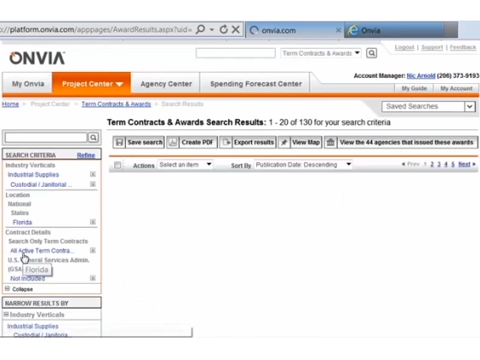 ://platform.onvia.com/apppages/AwardResults.aspx?uid=
onvia.com
Onvia
ONVIA
Term Contracts & Awards
Logout | Support | Feedback
My Onvia
Project Center
Agency Center
Spending Forecast Center
Account Manager: Nic Arnold (206) 373-9193
My Guide
My Account
Home > Project Center > Term Contracts & Awards > Search Results
Saved Searches
Term Contracts & Awards Search Results: 1 - 20 of 130 for your search criteria
Save search
Create PDF
Export results
View Map
View the 44 agencies that issued these awards
Actions Select an item
Sort By Publication Date: Descending
Prev 1 2 3 4 5 Next
SEARCH CRITERIA Refine
Industry Verticals
Industrial Supplies
Custodial / Janitorial ...
Location
National
States
Florida
Contract Details
Search Only Term Contracts
All Active Term Contra...
U.S. General Services Admin.
(GSA
Florida
Not Included
Collapse
NARROW RESULTS BY
Industry Verticals
Industrial Supplies
Custodial / Janitorial